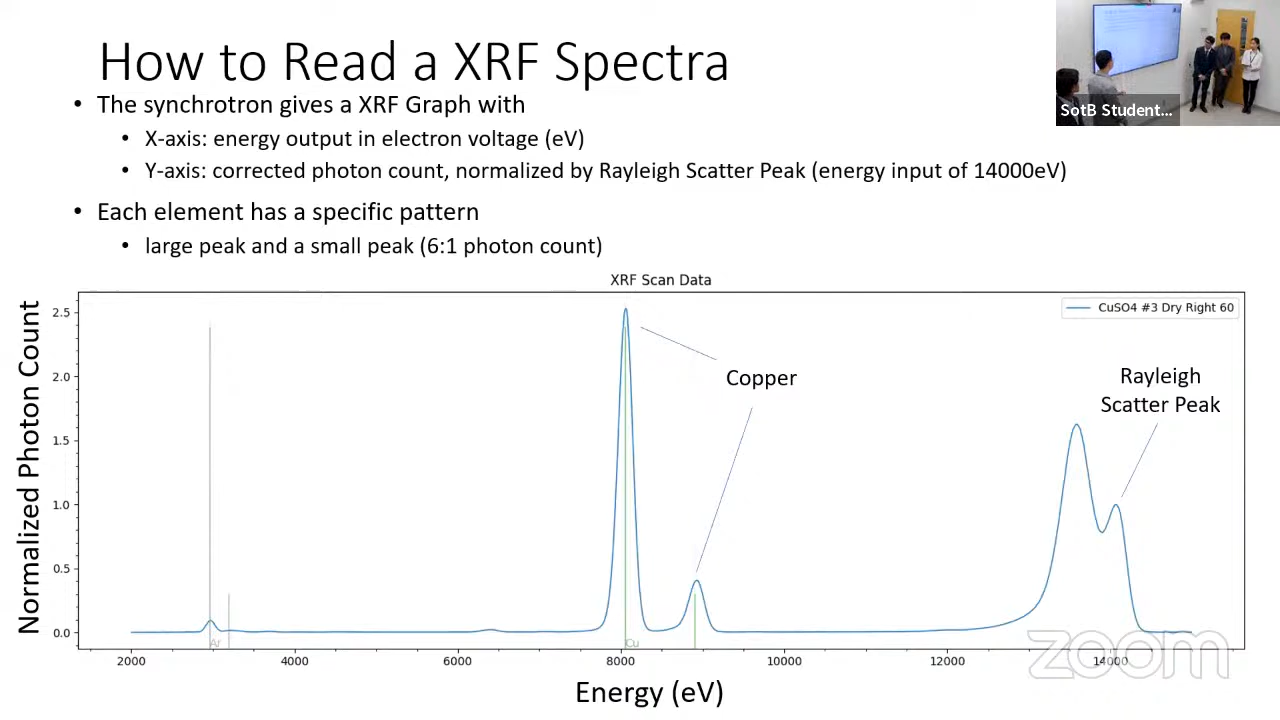 How to Read a XRF Spectra
• The synchrotron gives a XRF Graph with
• X-axis: energy output in electron voltage (eV)
• Y-axis: corrected photon count, normalized by Rayleigh Scatter Peak (energy input of 14000eV)
• Each element has a specific pattern
• large peak and a small peak (6:1 photon count)
SotB Student...
XRF Scan Data
CuSO4 #3 Dry Right 60
Normalized Photon Count
2.5
2.0
1.5
1.0
0.5
0.0
Copper
Rayleigh
Scatter Peak
Ar
Cu
2000 4000 6000 8000 10000 12000 14000
Energy (eV)
zoom